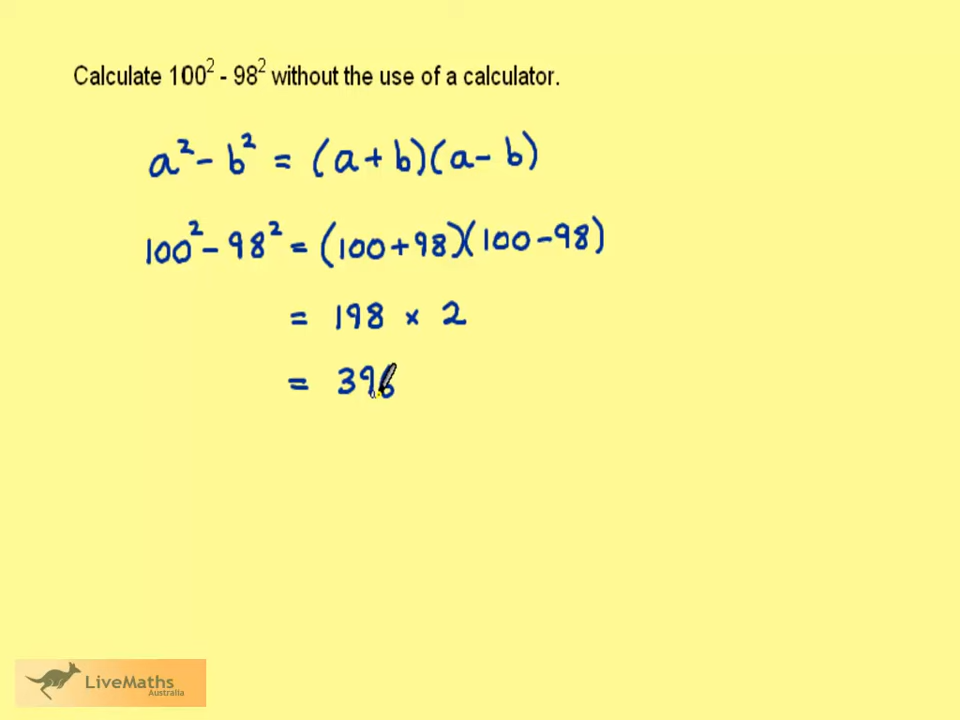 Calculate 100² - 98² without the use of a calculator.
a² - b² = (a + b)(a - b)
100² - 98² = (100 + 98)(100 - 98)
= 198 × 2
= 396
LiveMaths
Australia